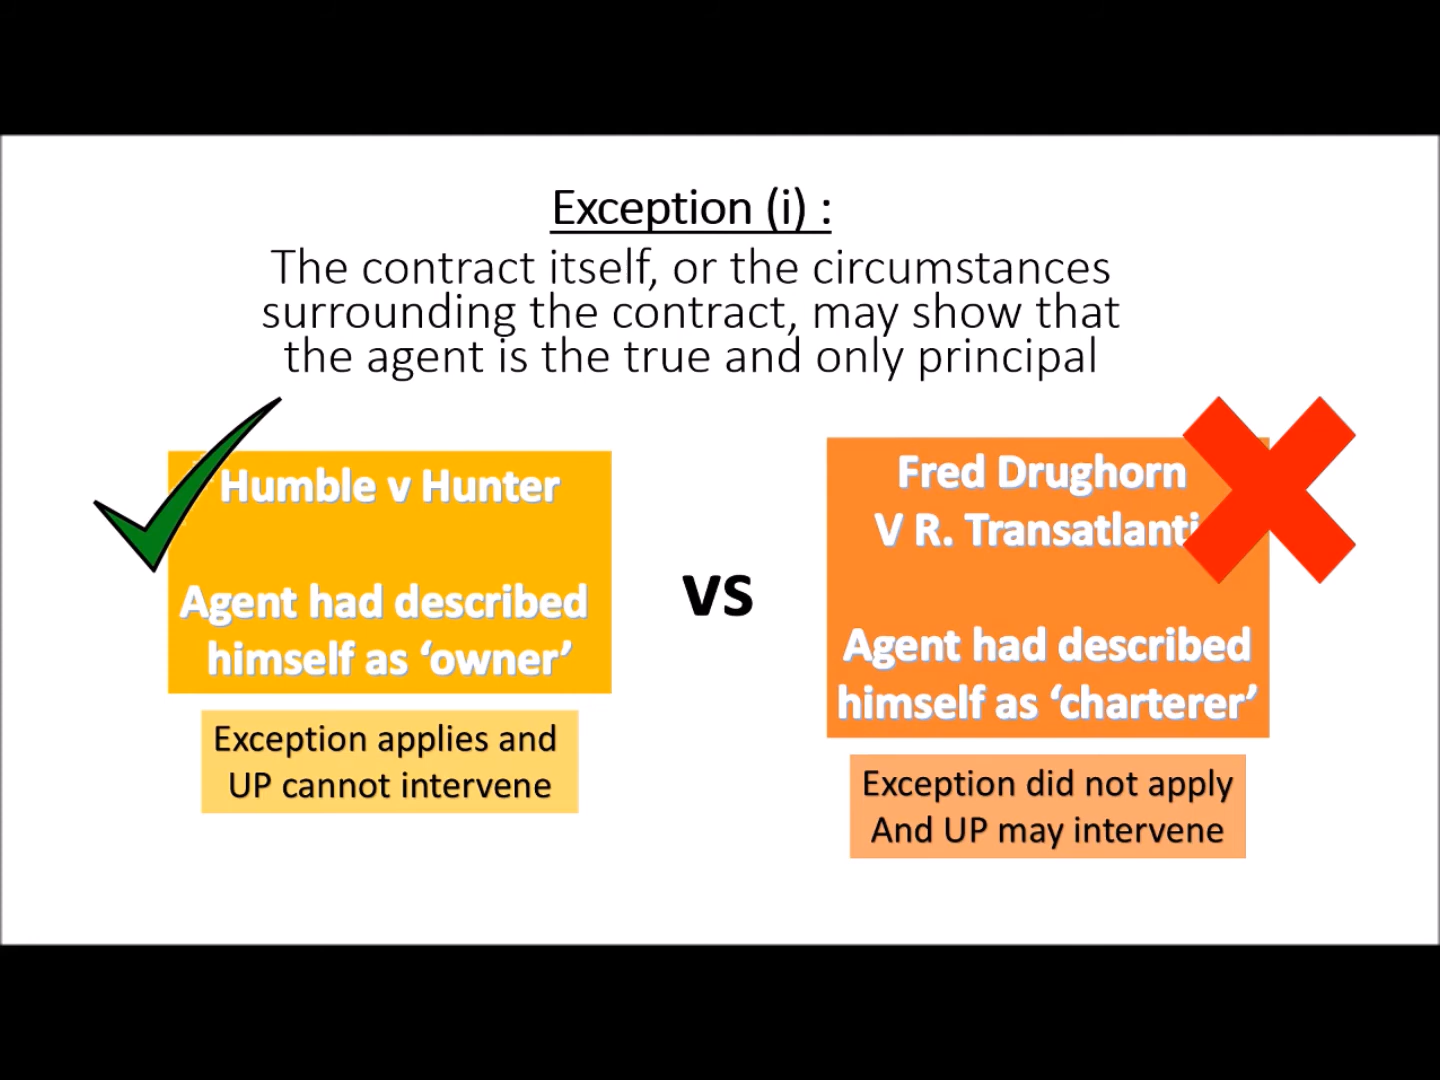 Exception (i) :
The contract itself, or the circumstances
surrounding the contract, may show that
the agent is the true and only principal
Humble v Hunter
Agent had described
himself as ‘owner’
Exception applies and
UP cannot intervene
vs
Fred Drughorn
V R. Transatlanti
Agent had described
himself as ‘charterer’
Exception did not apply
And UP may intervene